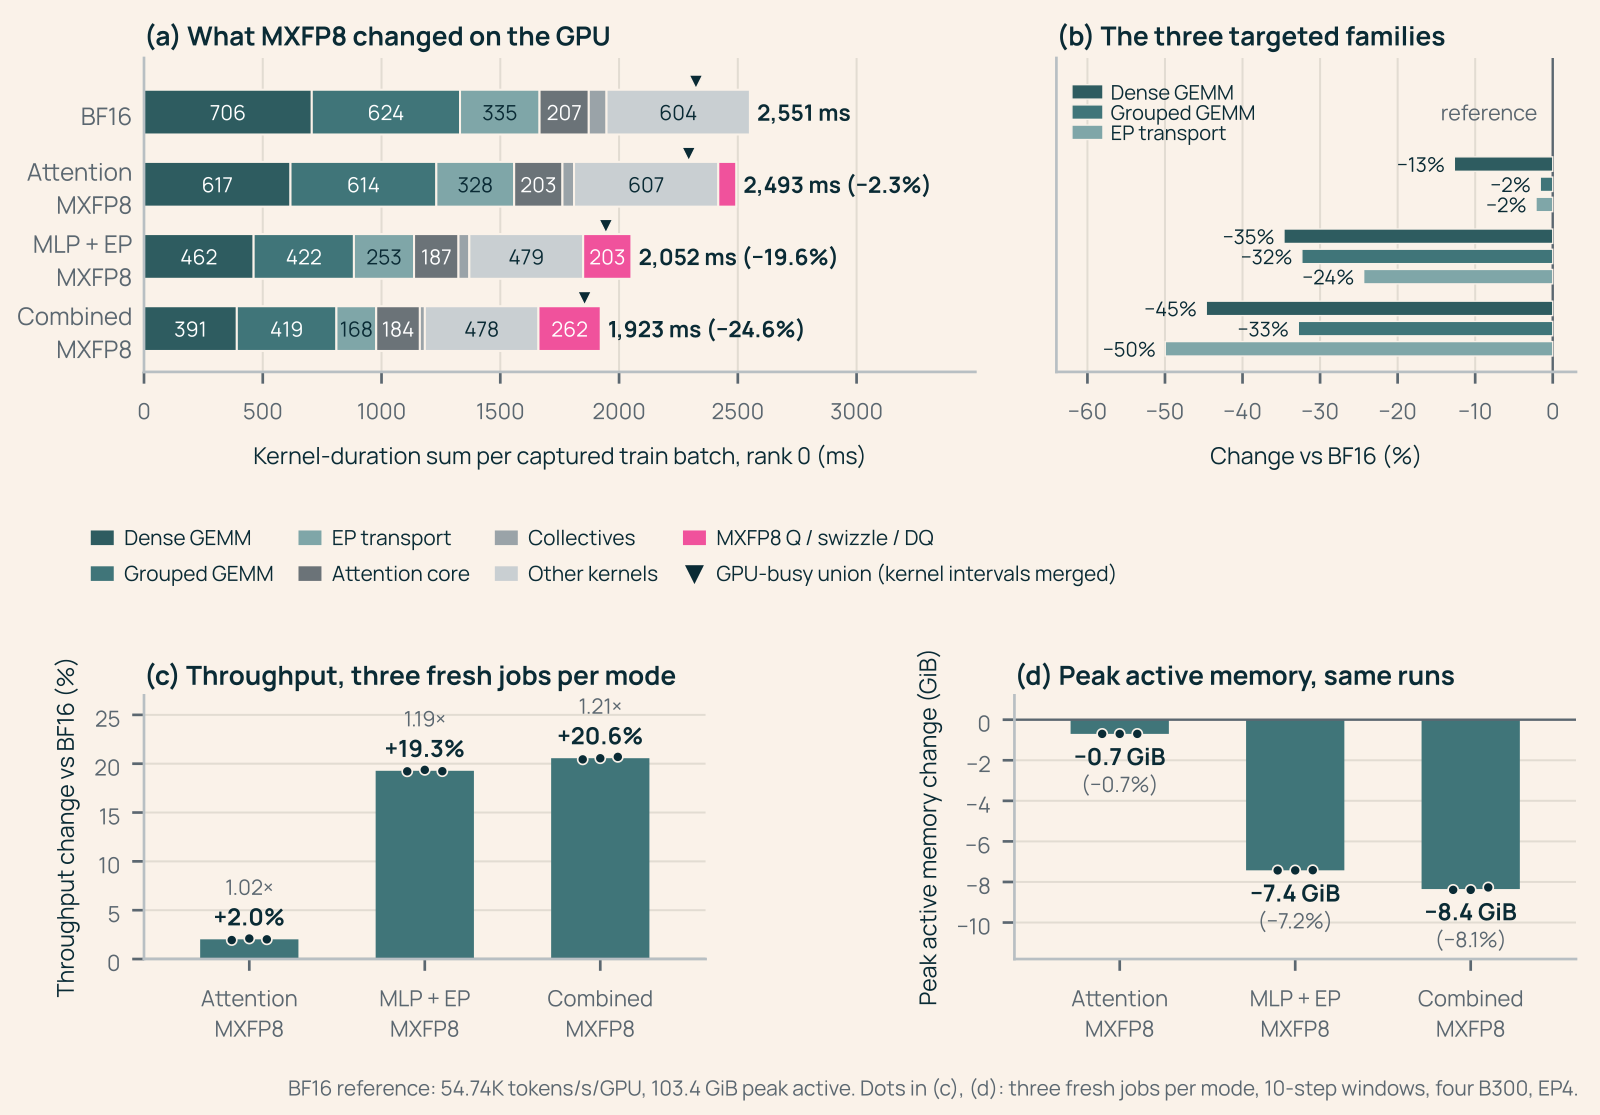 (a) What MXFP8 changed on the GPU
BF16
706 624 335 207 604 2,551 ms
Attention
MXFP8
617 614 328 203 607 2,493 ms (−2.3%)
MLP + EP
MXFP8
462 422 253 187 479 203 2,052 ms (−19.6%)
Combined
MXFP8
391 419 168 184 478 262 1,923 ms (−24.6%)
0 500 1000 1500 2000 2500 3000
Kernel-duration sum per captured train batch, rank 0 (ms)
(b) The three targeted families
Dense GEMM
Grouped GEMM
EP transport
reference
−13%
−2%
−2%
−35%
−32%
−24%
−45%
−33%
−50%
−60 −50 −40 −30 −20 −10 0
Change vs BF16 (%)
Dense GEMM EP transport Collectives MXFP8 Q / swizzle / DQ
Grouped GEMM Attention core Other kernels GPU-busy union (kernel intervals merged)
(c) Throughput, three fresh jobs per mode
Throughput change vs BF16 (%)
25
20
15
10
5
0
1.02×
+2.0%
1.19×
+19.3%
1.21×
+20.6%
Attention
MXFP8
MLP + EP
MXFP8
Combined
MXFP8
(d) Peak active memory, same runs
Peak active memory change (GiB)
0
−2
−4
−6
−8
−10
−0.7 GiB
(−0.7%)
−7.4 GiB
(−7.2%)
−8.4 GiB
(−8.1%)
Attention
MXFP8
MLP + EP
MXFP8
Combined
MXFP8
BF16 reference: 54.74K tokens/s/GPU, 103.4 GiB peak active. Dots in (c), (d): three fresh jobs per mode, 10-step windows, four B300, EP4.